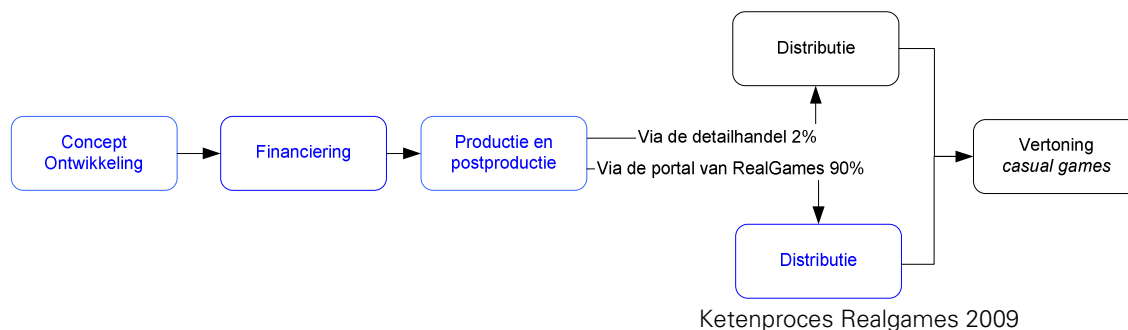 Concept
Ontwikkeling
Financiering
Productie en
postproductie
Via de detailhandel 2%
Via de portal van RealGames 90%
Distributie
Distributie
Vertoning
casual games
Ketenproces Realgames 2009